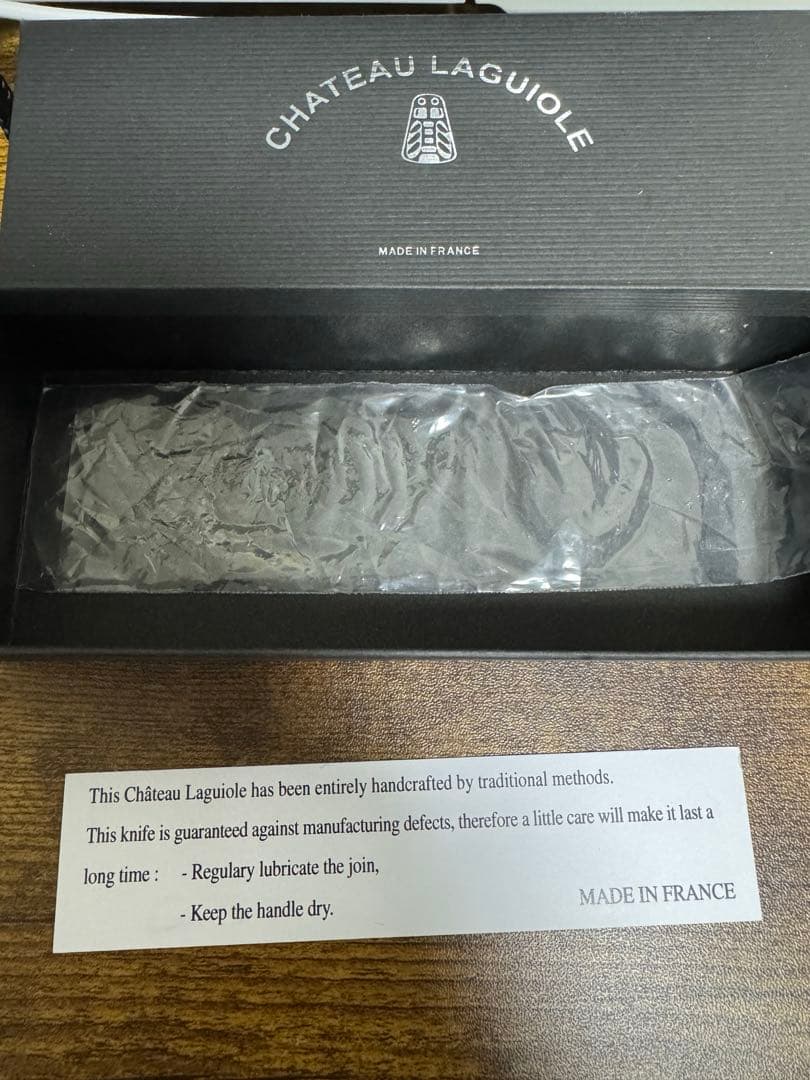 CHATEAU LAGUIOLE
MADE IN FRANCE
This Château Laguiole has been entirely handcrafted by traditional methods.
This knife is guaranteed against manufacturing defects, therefore a little care will make it last a
long time : - Regulary lubricate the join,
- Keep the handle dry.
MADE IN FRANCE